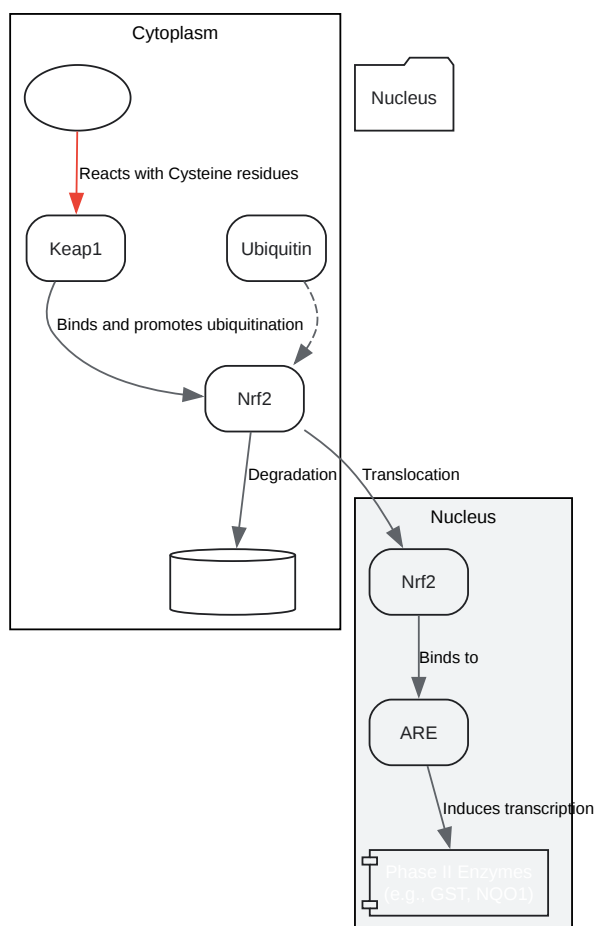 Cytoplasm
Nucleus
Reacts with Cysteine residues
Keap1
Ubiquitin
Binds and promotes ubiquitination
Nrf2
Degradation
Translocation
Nucleus
Nrf2
Binds to
ARE
Induces transcription
Phase II Enzymes
(e.g., GST, NQO1)